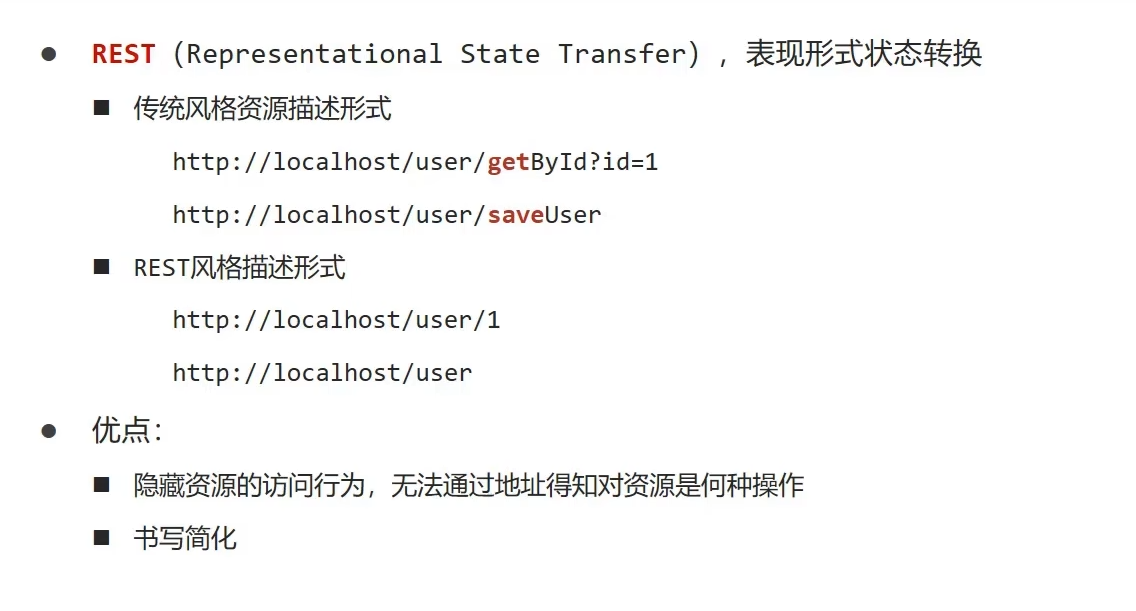 ● REST（Representational State Transfer），表现形式状态转换
■ 传统风格资源描述形式
http://localhost/user/getById?id=1
http://localhost/user/saveUser
■ REST风格描述形式
http://localhost/user/1
http://localhost/user
● 优点：
■ 隐藏资源的访问行为，无法通过地址得知对资源是何种操作
■ 书写简化